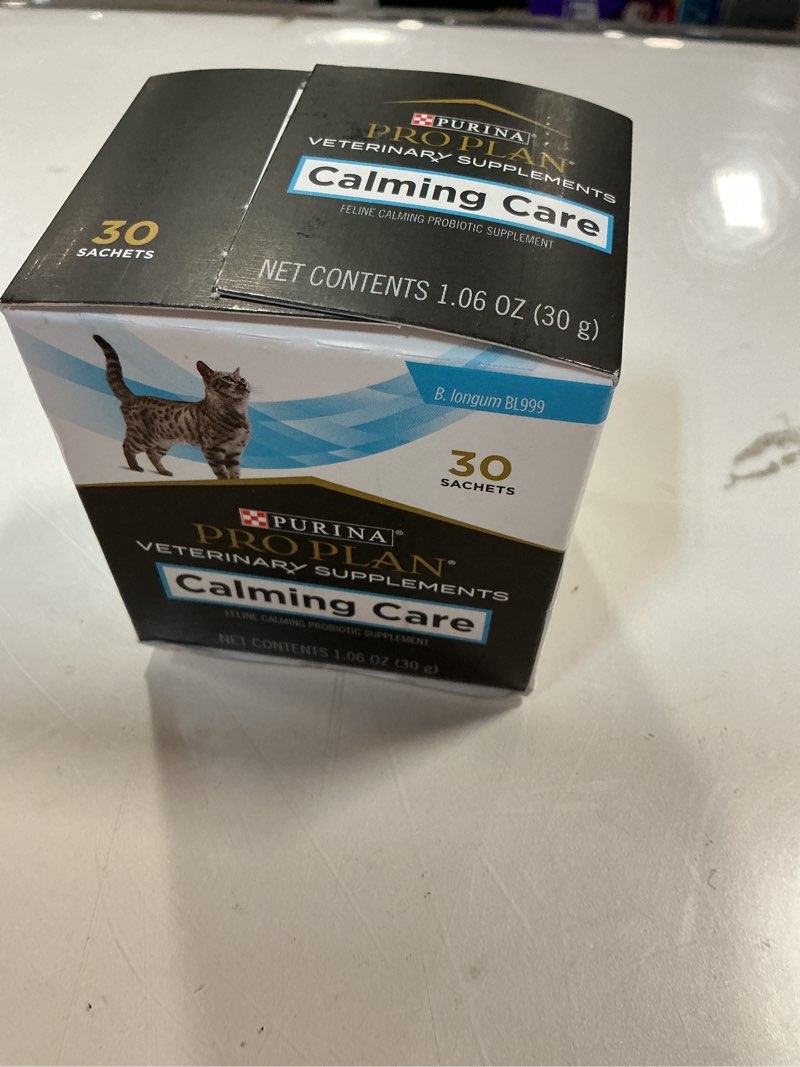 PURINA®
PRO PLAN®
VETERINARY SUPPLEMENTS
Calming Care
FELINE CALMING PROBIOTIC SUPPLEMENT
NET CONTENTS 1.06 OZ (30 g)
30
SACHETS
B. longum BL999
30
SACHETS
PURINA®
PRO PLAN®
VETERINARY SUPPLEMENTS
Calming Care
FELINE CALMING PROBIOTIC SUPPLEMENT
NET CONTENTS 1.06 OZ (30 g)